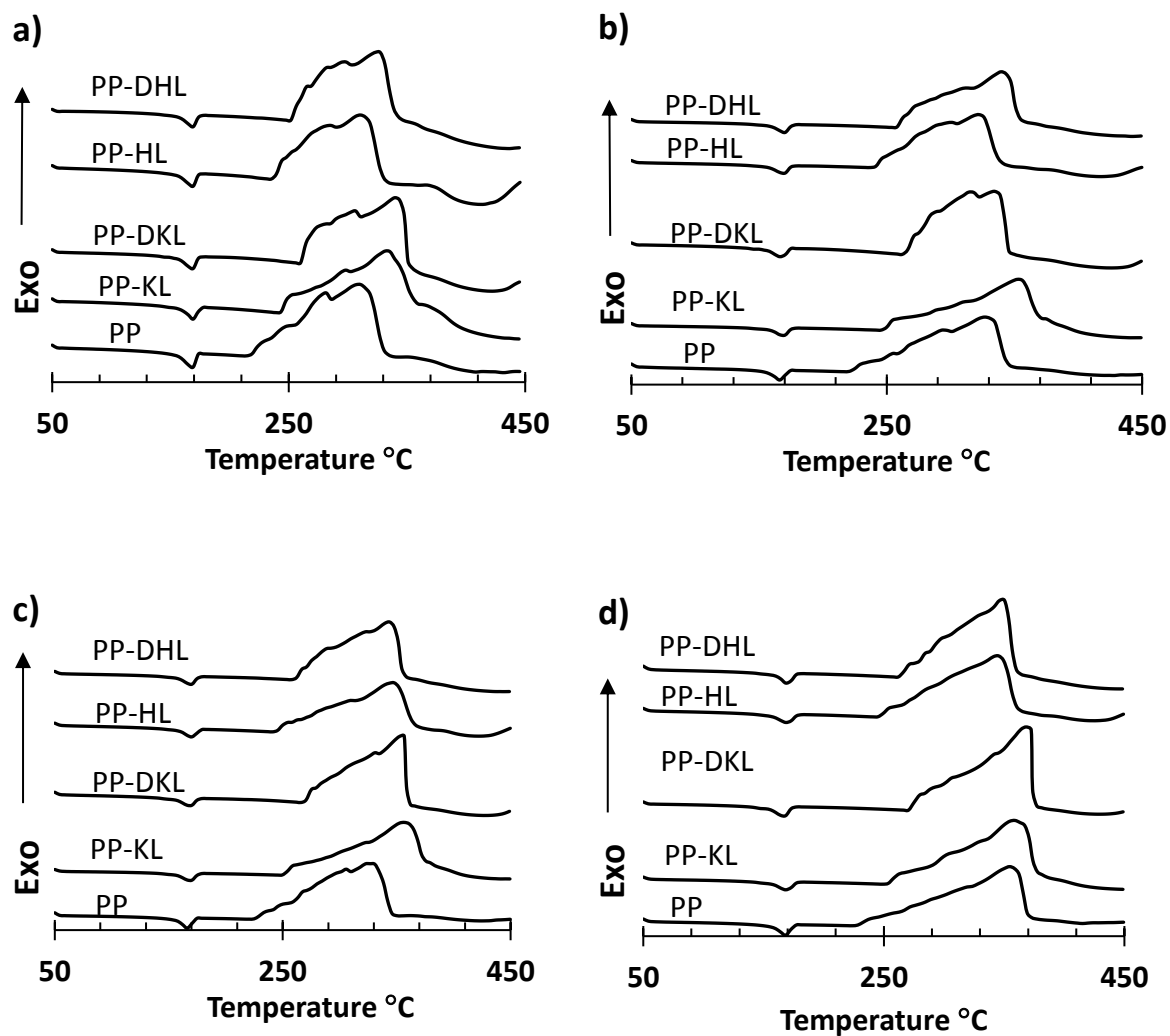 a)
PP-DHL
PP-HL
PP-DKL
PP-KL
PP
Exo
50 250 450
Temperature °C
b)
PP-DHL
PP-HL
PP-DKL
PP-KL
PP
Exo
50 250 450
Temperature °C
c)
PP-DHL
PP-HL
PP-DKL
PP-KL
PP
Exo
50 250 450
Temperature °C
d)
PP-DHL
PP-HL
PP-DKL
PP-KL
PP
Exo
50 250 450
Temperature °C